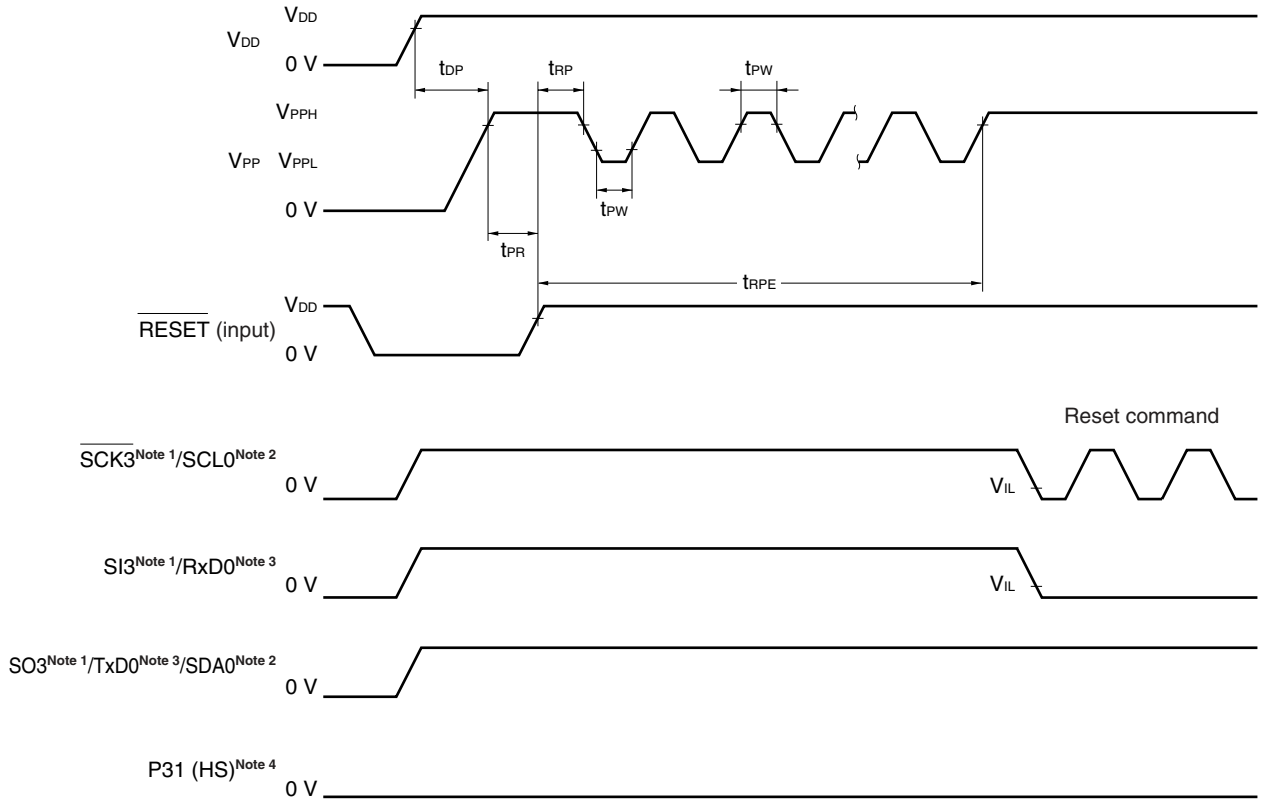 VDD
VDD
0 V
tDP
tRP
tPW
VPPH
VPP VPPL
0 V
tPW
tPR
tRPE
VDD
RESET (input)
0 V
Reset command
SCK3Note 1/SCL0Note 2
0 V
VIL
SI3Note 1/RxD0Note 3
0 V
VIL
SO3Note 1/TxD0Note 3/SDA0Note 2
0 V
P31 (HS)Note 4
0 V